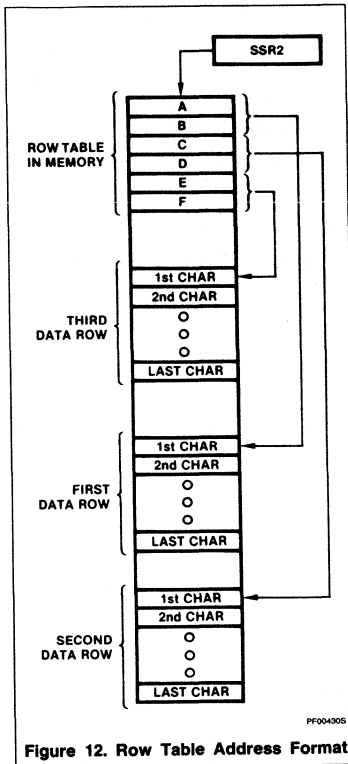 SSR2
A
B
C
D
E
F
ROW TABLE
IN MEMORY
1st CHAR
2nd CHAR
LAST CHAR
THIRD
DATA ROW
1st CHAR
2nd CHAR
LAST CHAR
FIRST
DATA ROW
1st CHAR
2nd CHAR
LAST CHAR
SECOND
DATA ROW
PF00430S
Figure 12. Row Table Address Format